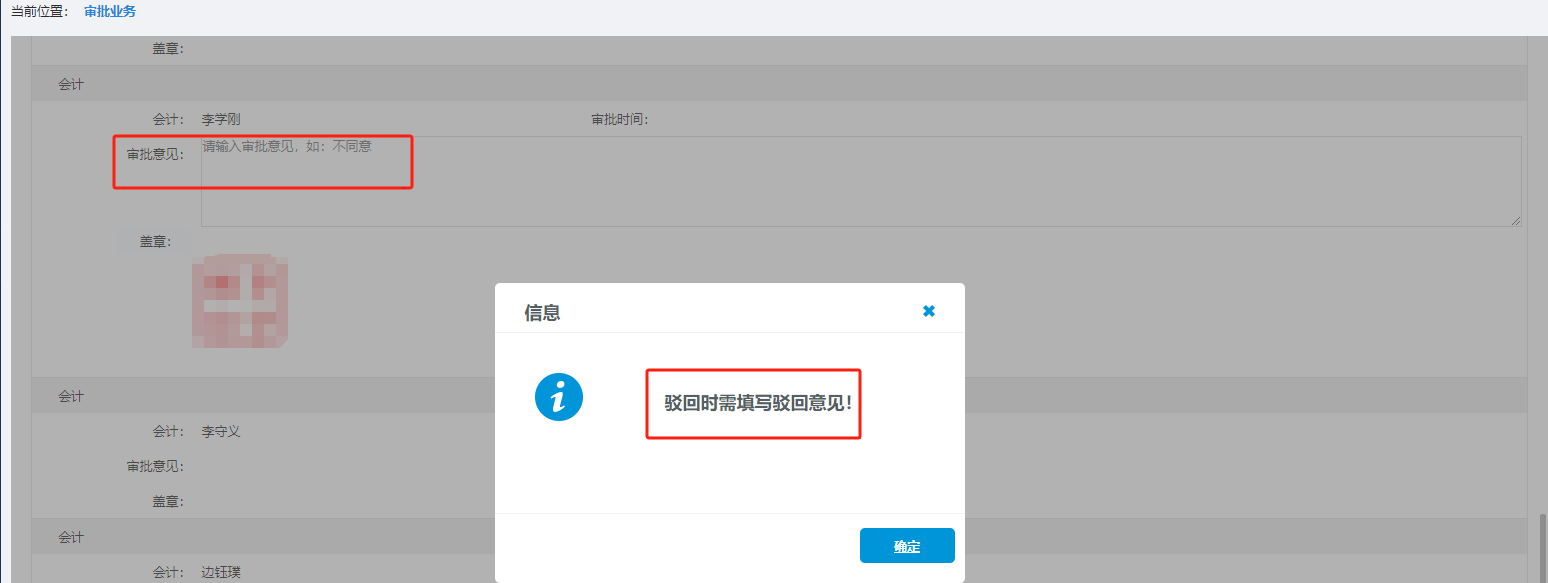 当前位置： 审批业务
盖章：
会计
会计： 李学刚 审批时间：
审批意见： 请输入审批意见，如：不同意
盖章：
信息
驳回时需填写驳回意见！
会计
会计： 李守义
审批意见：
盖章：
确定
会计
会计： 边钰璞